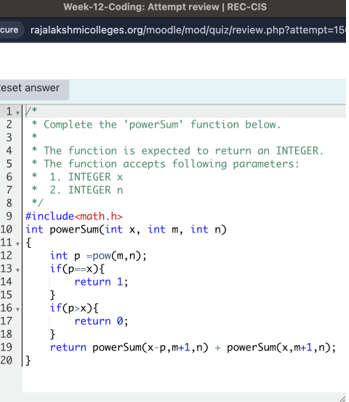 Week-12-Coding: Attempt review | REC-CIS
cure rajalakshmicolleges.org/moodle/mod/quiz/review.php?attempt=15
eset answer
1 /*
2  * Complete the 'powerSum' function below.
3  *
4  * The function is expected to return an INTEGER.
5  * The function accepts following parameters:
6  *  1. INTEGER x
7  *  2. INTEGER n
8  */
9 #include<math.h>
10 int powerSum(int x, int m, int n)
11 {
12     int p =pow(m,n);
13     if(p==x){
14         return 1;
15     }
16     if(p>x){
17         return 0;
18     }
19     return powerSum(x-p,m+1,n) + powerSum(x,m+1,n);
20 }